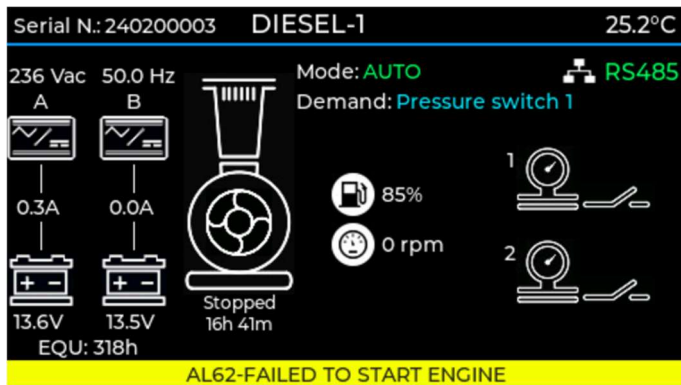 Serial N.: 240200003 DIESEL-1 25.2°C
236 Vac 50.0 Hz Mode: AUTO RS485
A B Demand: Pressure switch 1
1
0.3A 0.0A 85%
0 rpm
2
+ - + -
13.6V 13.5V Stopped
16h 41m
EQU: 318h
AL62-FAILED TO START ENGINE